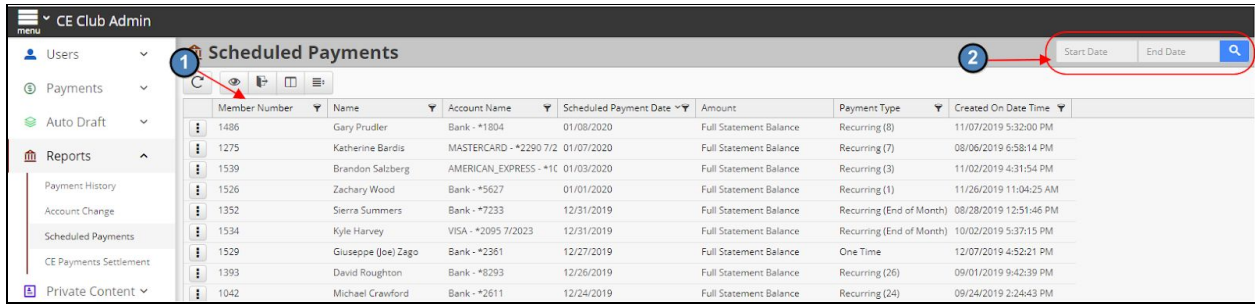 menu CE Club Admin
Users
Payments
Auto Draft
Reports
Payment History
Account Change
Scheduled Payments
CE Payments Settlement
Private Content
1
Scheduled Payments
2
Start Date End Date
Member Number Name Account Name Scheduled Payment Date Amount Payment Type Created On Date Time
1486 Gary Prudler Bank - *1804 01/08/2020 Full Statement Balance Recurring (8) 11/07/2019 5:32:00 PM
1275 Katherine Bardis MASTERCARD - *2290 7/2 01/07/2020 Full Statement Balance Recurring (7) 08/06/2019 6:58:14 PM
1539 Brandon Salzberg AMERICAN_EXPRESS - *1C 01/03/2020 Full Statement Balance Recurring (3) 11/02/2019 4:31:54 PM
1526 Zachary Wood Bank - *5627 01/01/2020 Full Statement Balance Recurring (1) 11/26/2019 11:04:25 AM
1352 Sierra Summers Bank - *7233 12/31/2019 Full Statement Balance Recurring (End of Month) 08/28/2019 12:51:46 PM
1534 Kyle Harvey VISA - *2095 7/2023 12/31/2019 Full Statement Balance Recurring (End of Month) 10/02/2019 5:37:15 PM
1529 Giuseppe (Joe) Zago Bank - *2361 12/27/2019 Full Statement Balance One Time 12/07/2019 4:52:21 PM
1393 David Roughton Bank - *8293 12/26/2019 Full Statement Balance Recurring (26) 09/01/2019 9:42:39 PM
1042 Michael Crawford Bank - *2611 12/24/2019 Full Statement Balance Recurring (24) 09/24/2019 2:24:43 PM